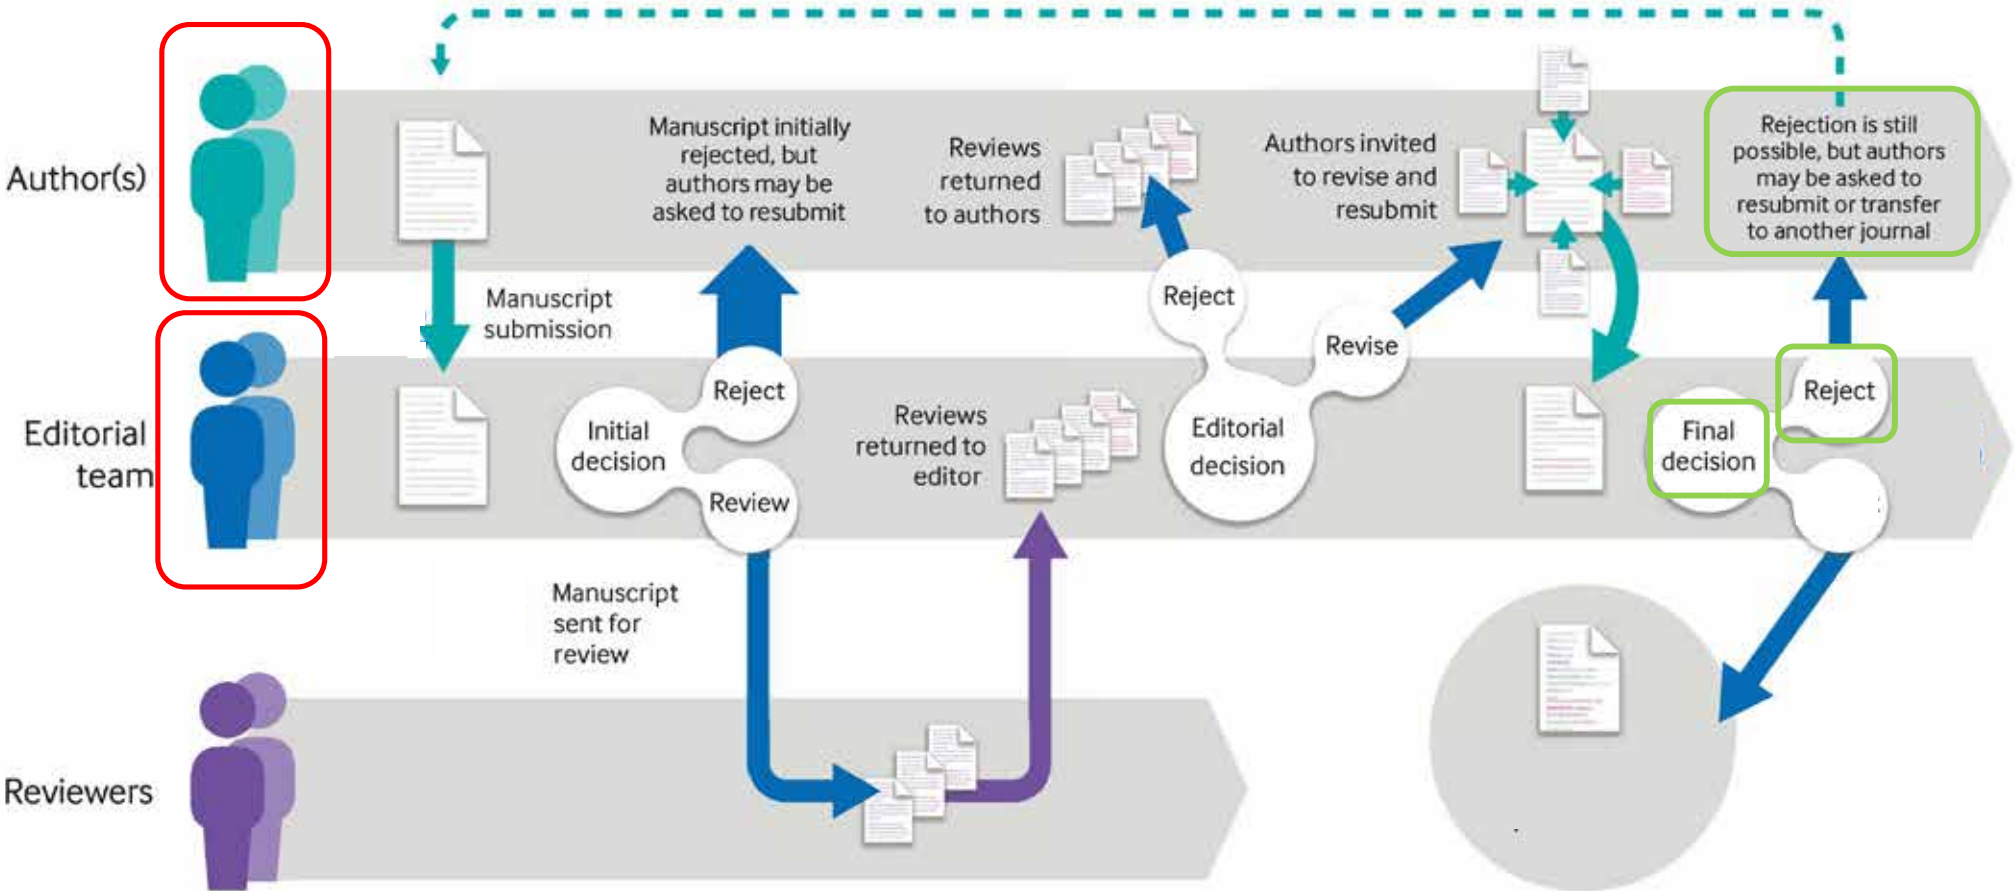 Author(s)
Manuscript
submission
Manuscript initially
rejected, but
authors may be
asked to resubmit
Reviews
returned
to authors
Authors invited
to revise and
resubmit
Rejection is still
possible, but authors
may be asked to
resubmit or transfer
to another journal
Editorial
team
Initial
decision
Reject
Review
Reviews
returned to
editor
Reject
Editorial
decision
Revise
Final
decision
Reject
Manuscript
sent for
review
Reviewers